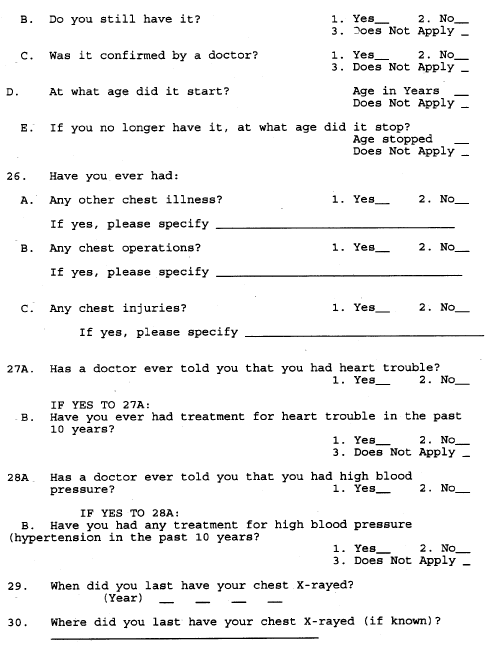 B. Do you still have it? 1. Yes__ 2. No__
3. Does Not Apply _
C. Was it confirmed by a doctor? 1. Yes__ 2. No__
3. Does Not Apply _
D. At what age did it start? Age in Years __
Does Not Apply _
E. If you no longer have it, at what age did it stop?
Age stopped __
Does Not Apply _
26. Have you ever had:
A. Any other chest illness? 1. Yes__ 2. No__
If yes, please specify ______________________
B. Any chest operations? 1. Yes__ 2. No__
If yes, please specify ______________________
C. Any chest injuries? 1. Yes__ 2. No__
If yes, please specify ______________________
27A. Has a doctor ever told you that you had heart trouble?
1. Yes__ 2. No__
IF YES TO 27A:
B. Have you ever had treatment for heart trouble in the past
10 years?
1. Yes__ 2. No__
3. Does Not Apply _
28A Has a doctor ever told you that you had high blood
pressure? 1. Yes__ 2. No__
IF YES TO 28A:
B. Have you had any treatment for high blood pressure
(hypertension in the past 10 years?
1. Yes__ 2. No__
3. Does Not Apply _
29. When did you last have your chest X-rayed?
(Year) __ __ __ __
30. Where did you last have your chest X-rayed (if known)?
______________________